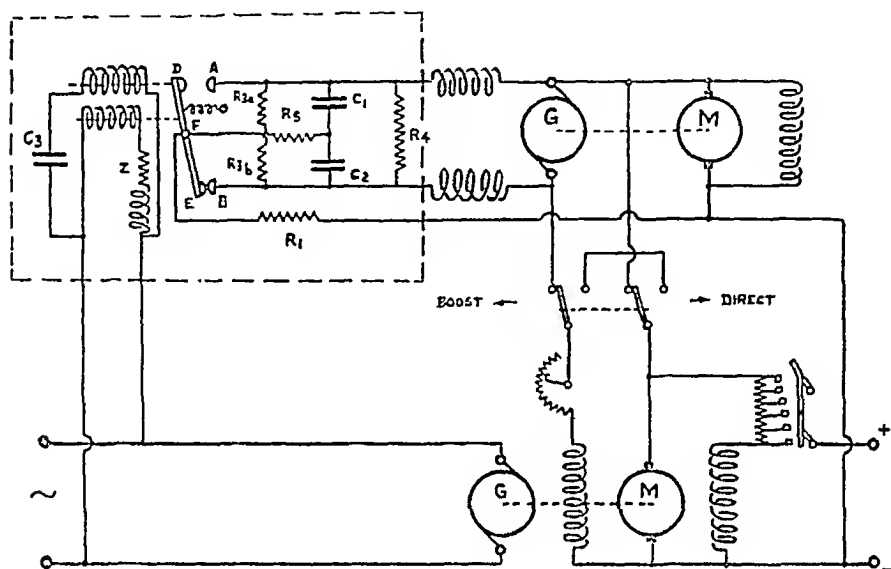 D A
R3a C1
C3 F R5 R4 G M
Z R3b C2
E B
R1
BOOST ← → DIRECT
+
~ G M
−